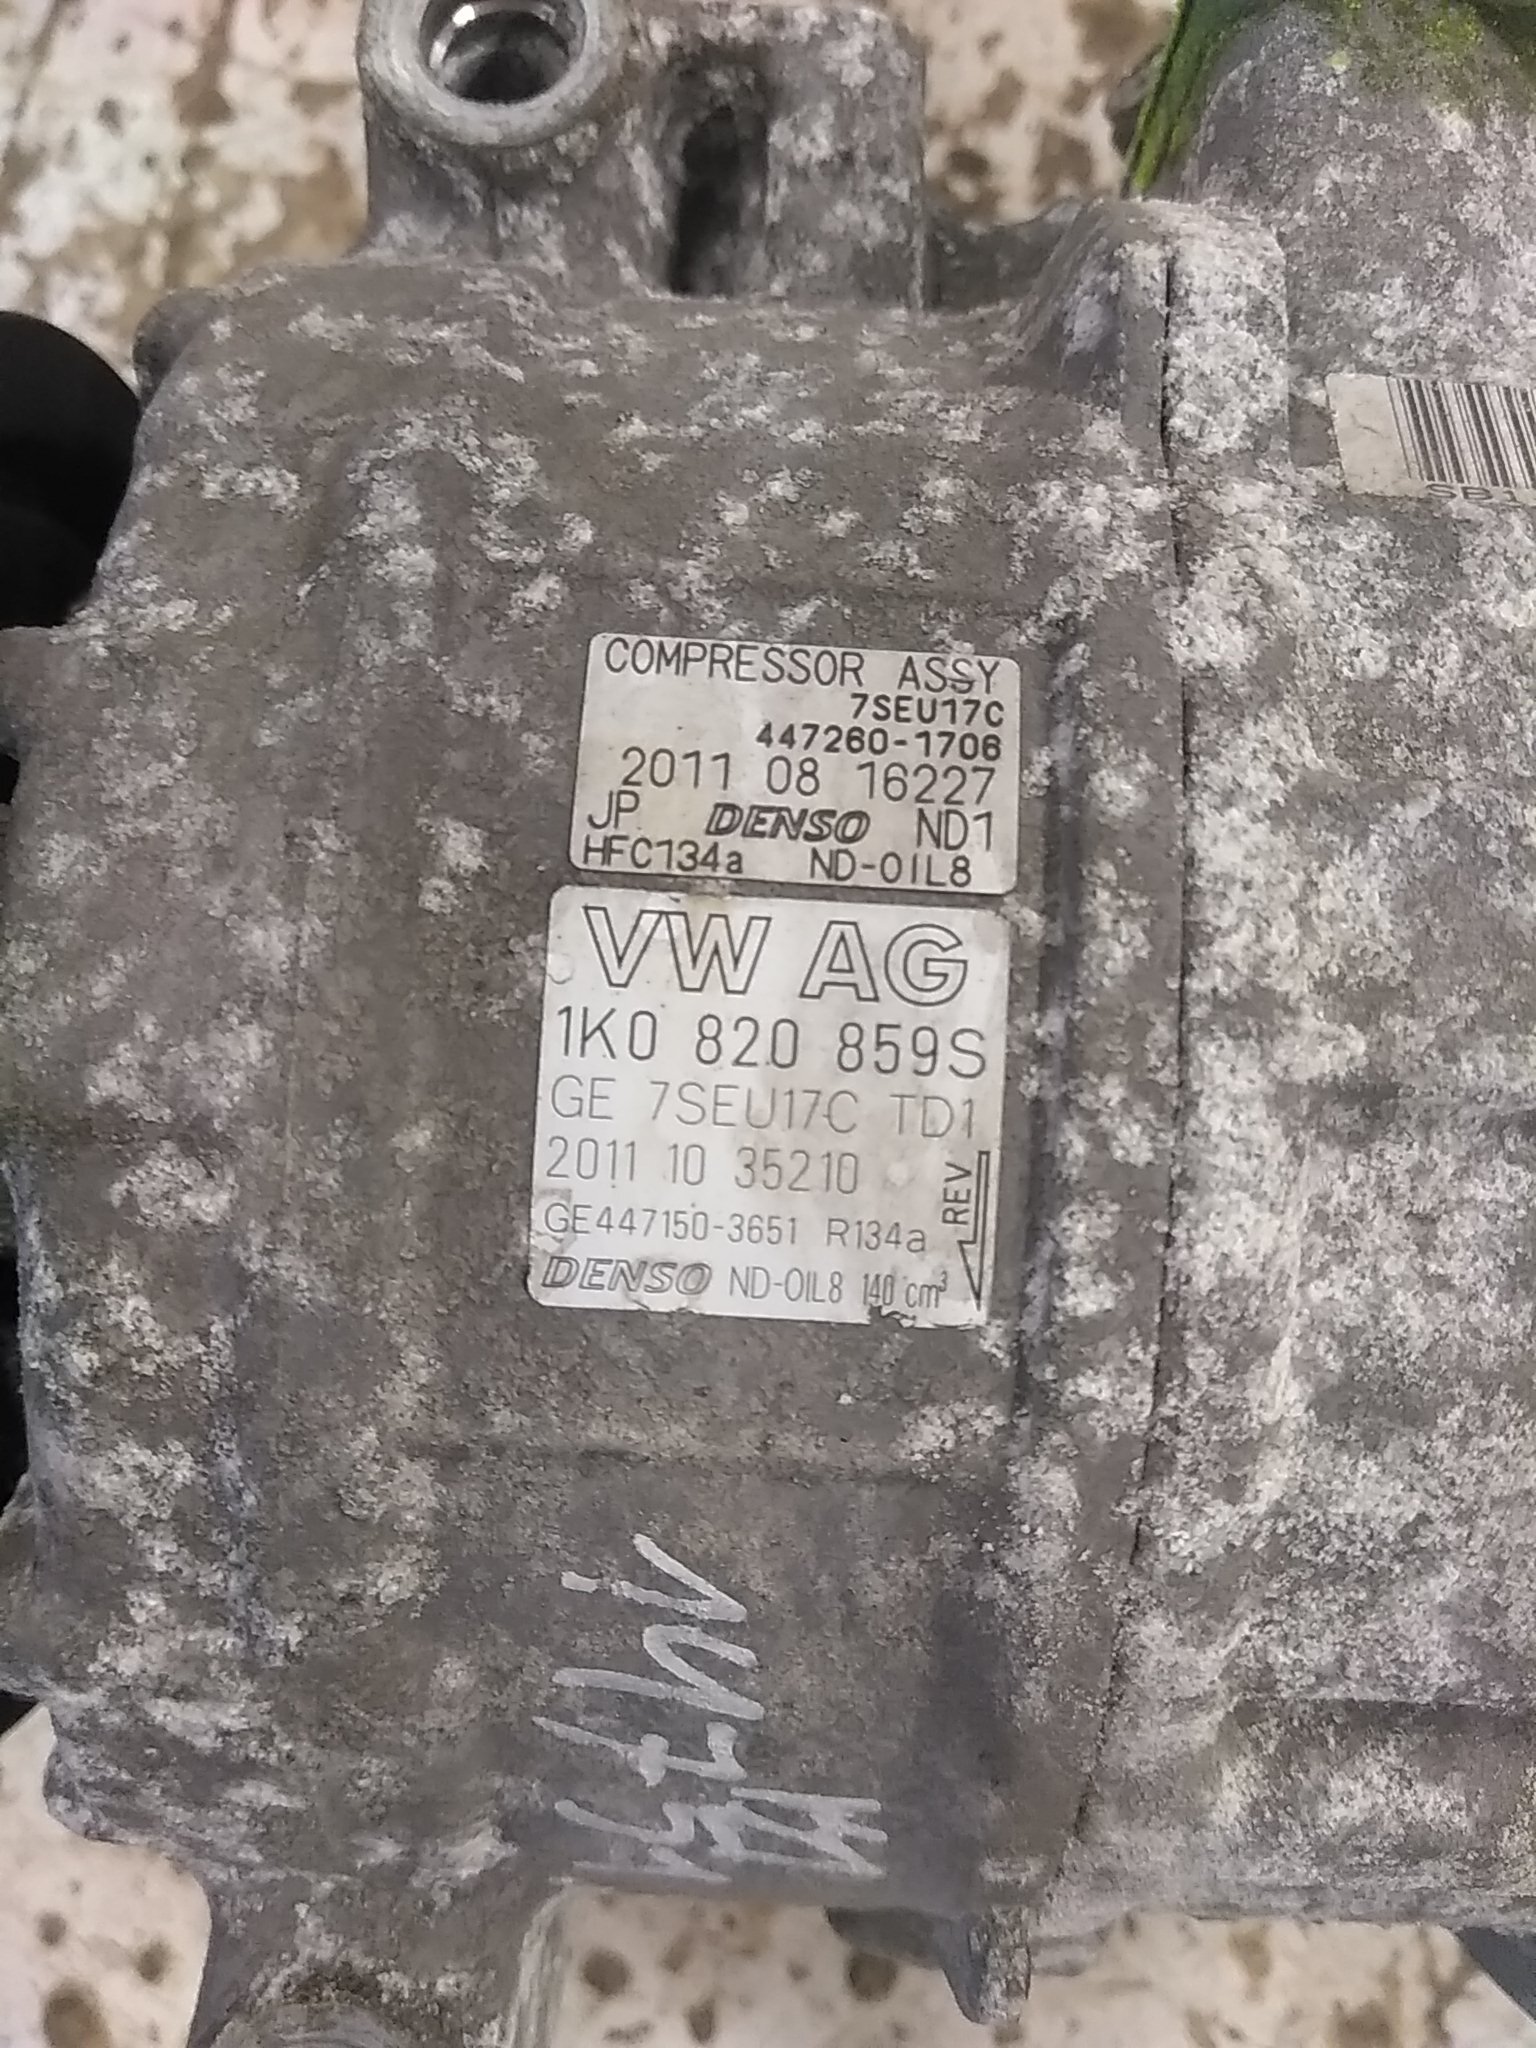 SB1
COMPRESSOR ASSY
7SEU17C
447260-1706
2011 08 16227
JP DENSO ND1
HFC134a ND-OIL8
VW AG
1K0 820 859S
GE 7SEU17C TD1
2011 10 35210
GE447150-3651 R134a
REV
DENSO ND-OIL8 140 cm³